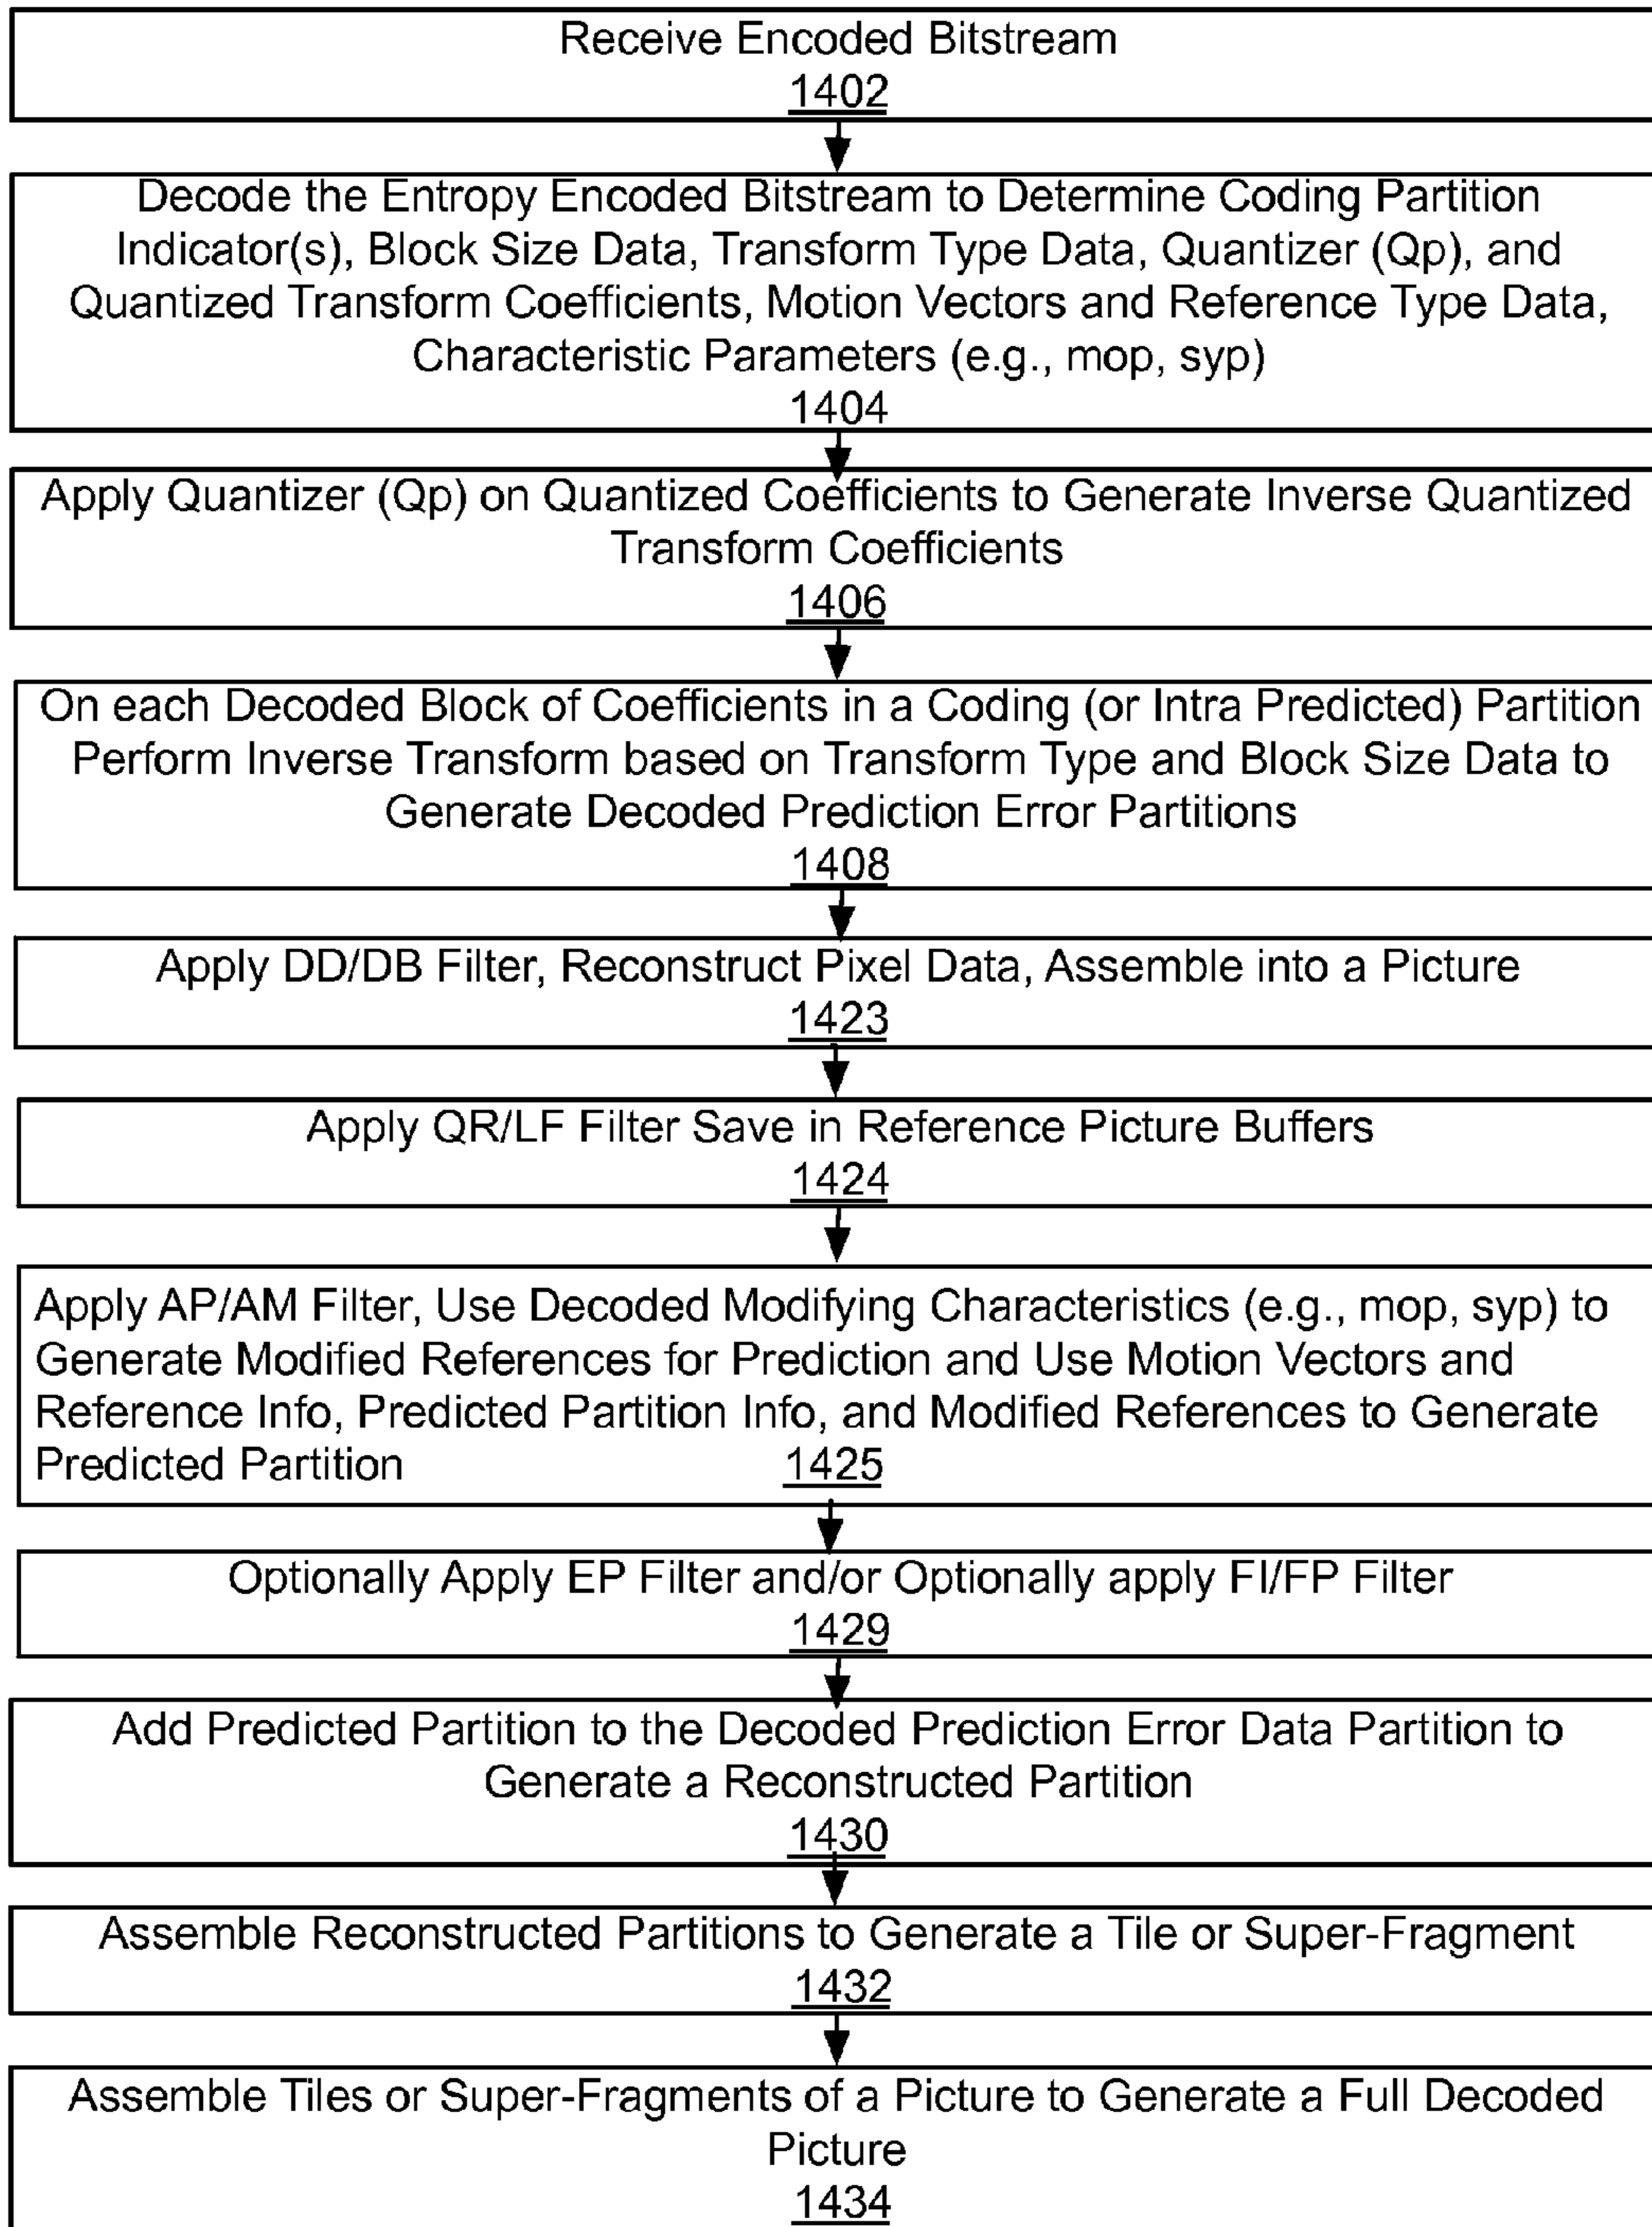 Receive Encoded Bitstream
1402
Decode the Entropy Encoded Bitstream to Determine Coding Partition
Indicator(s), Block Size Data, Transform Type Data, Quantizer (Qp), and
Quantized Transform Coefficients, Motion Vectors and Reference Type Data,
Characteristic Parameters (e.g., mop, syp)
1404
Apply Quantizer (Qp) on Quantized Coefficients to Generate Inverse Quantized
Transform Coefficients
1406
On each Decoded Block of Coefficients in a Coding (or Intra Predicted) Partition
Perform Inverse Transform based on Transform Type and Block Size Data to
Generate Decoded Prediction Error Partitions
1408
Apply DD/DB Filter, Reconstruct Pixel Data, Assemble into a Picture
1423
Apply QR/LF Filter Save in Reference Picture Buffers
1424
Apply AP/AM Filter, Use Decoded Modifying Characteristics (e.g., mop, syp) to
Generate Modified References for Prediction and Use Motion Vectors and
Reference Info, Predicted Partition Info, and Modified References to Generate
Predicted Partition 1425
Optionally Apply EP Filter and/or Optionally apply FI/FP Filter
1429
Add Predicted Partition to the Decoded Prediction Error Data Partition to
Generate a Reconstructed Partition
1430
Assemble Reconstructed Partitions to Generate a Tile or Super-Fragment
1432
Assemble Tiles or Super-Fragments of a Picture to Generate a Full Decoded
Picture
1434